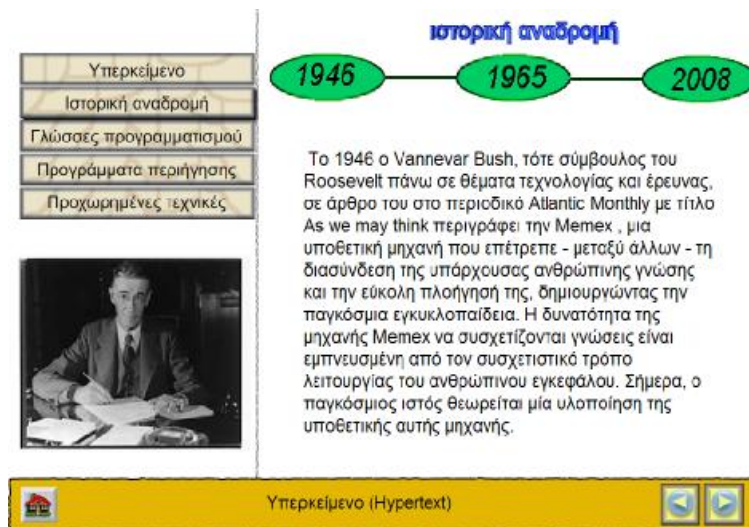 ιστορική αναδρομή
1946
1965
2008
Υπερκείμενο
Ιστορική αναδρομή
Γλώσσες προγραμματισμού
Προγράμματα περιήγησης
Προχωρημένες τεχνικές
Το 1946 ο Vannevar Bush, τότε σύμβουλος του
Roosevelt πάνω σε θέματα τεχνολογίας και έρευνας,
σε άρθρο του στο περιοδικό Atlantic Monthly με τίτλο
As we may think περιγράφει την Memex , μια
υποθετική μηχανή που επέτρεπε - μεταξύ άλλων - τη
διασύνδεση της υπάρχουσας ανθρώπινης γνώσης
και την εύκολη πλοήγησή της, δημιουργώντας την
παγκόσμια εγκυκλοπαίδεια. Η δυνατότητα της
μηχανής Memex να συσχετίζονται γνώσεις είναι
εμπνευσμένη από τον συσχετιστικό τρόπο
λειτουργίας του ανθρώπινου εγκεφάλου. Σήμερα, ο
παγκόσμιος ιστός θεωρείται μία υλοποίηση της
υποθετικής αυτής μηχανής.
Υπερκείμενο (Hypertext)